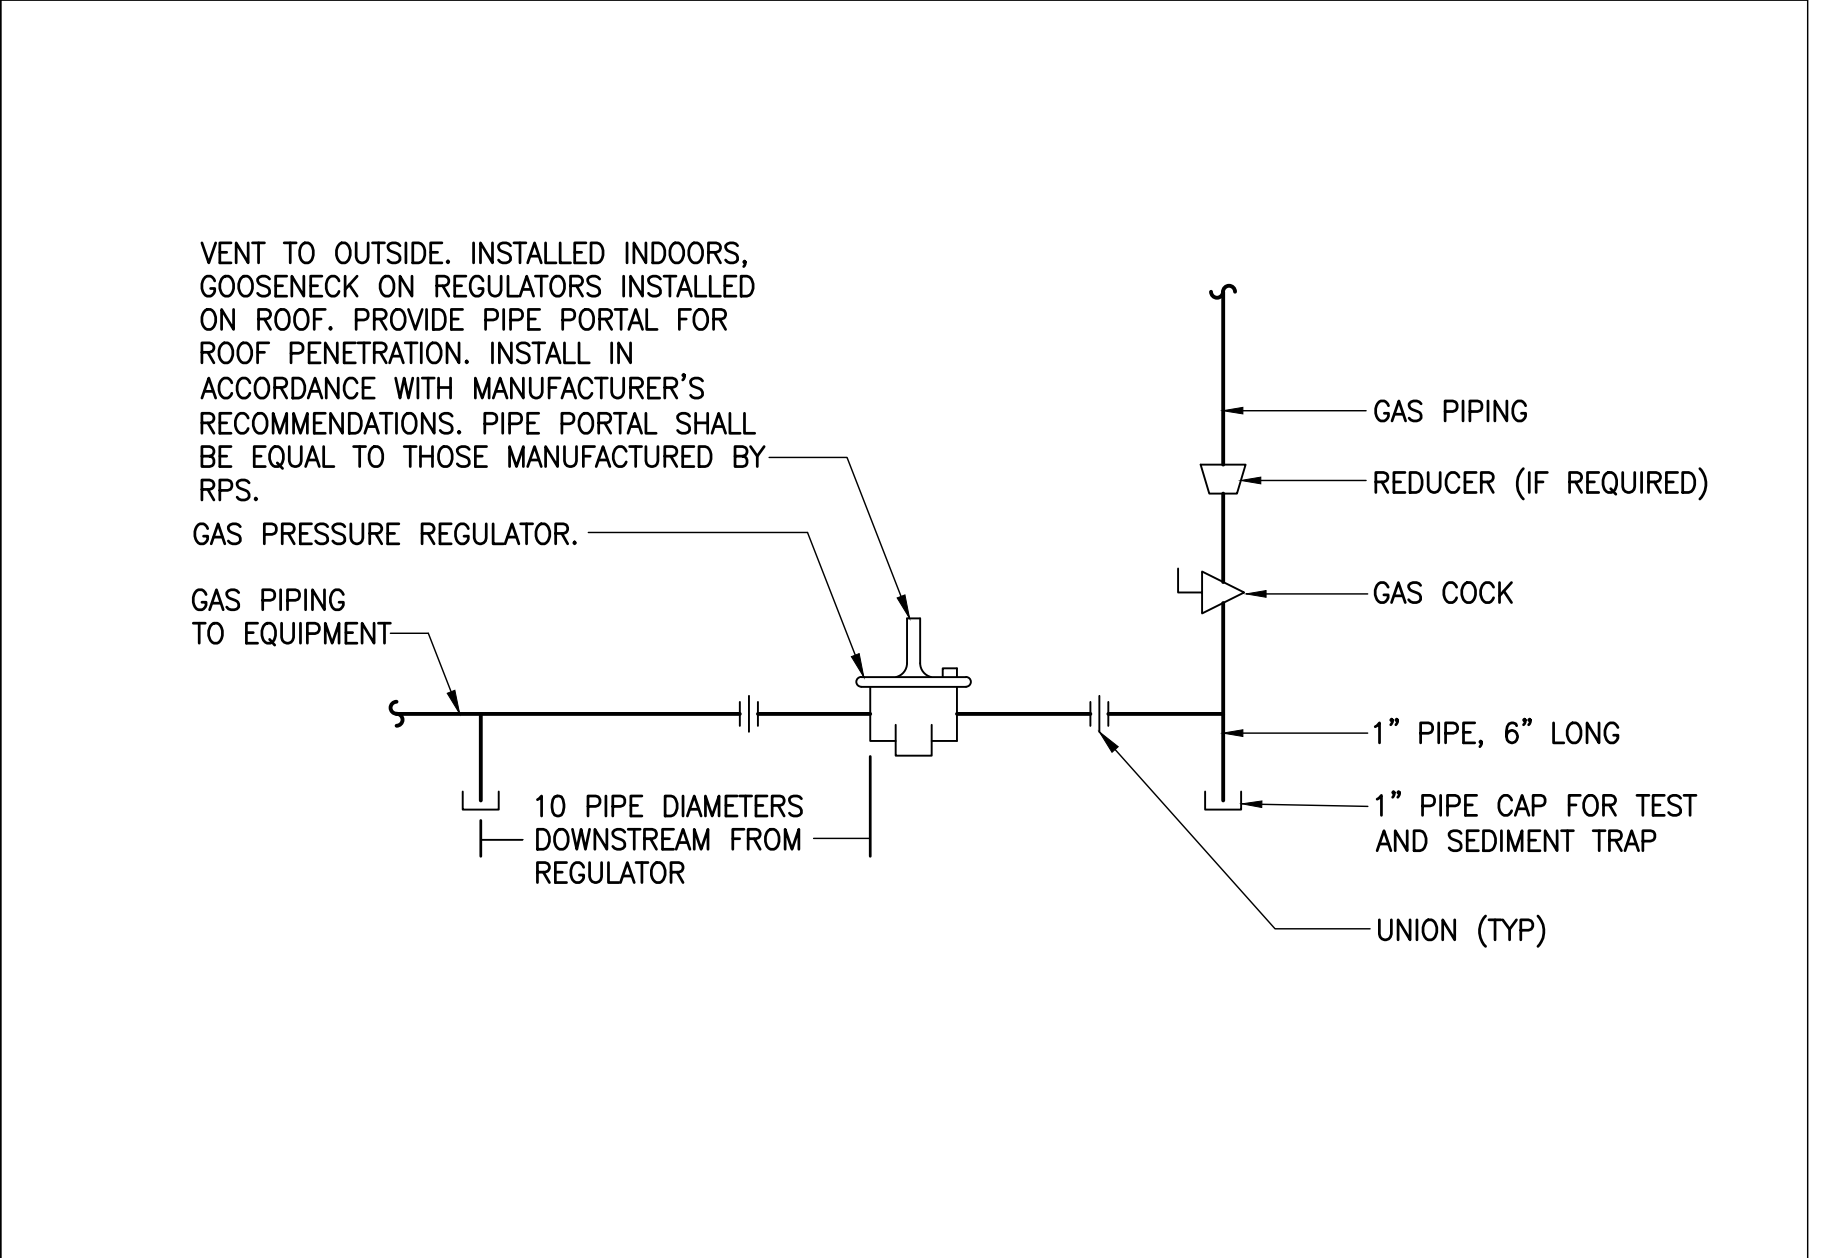 VENT TO OUTSIDE. INSTALLED INDOORS,
GOOSENECK ON REGULATORS INSTALLED
ON ROOF. PROVIDE PIPE PORTAL FOR
ROOF PENETRATION. INSTALL IN
ACCORDANCE WITH MANUFACTURER'S
RECOMMENDATIONS. PIPE PORTAL SHALL
BE EQUAL TO THOSE MANUFACTURED BY
RPS.
GAS PRESSURE REGULATOR.
GAS PIPING
TO EQUIPMENT
10 PIPE DIAMETERS
DOWNSTREAM FROM
REGULATOR
GAS PIPING
REDUCER (IF REQUIRED)
GAS COCK
1" PIPE, 6" LONG
1" PIPE CAP FOR TEST
AND SEDIMENT TRAP
UNION (TYP)